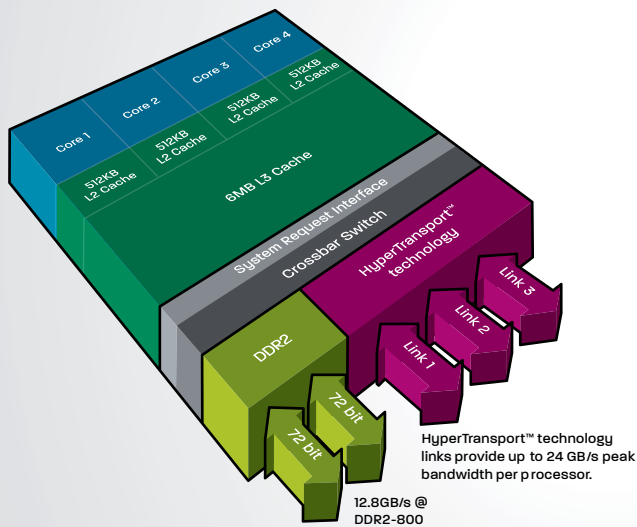 Core 1
Core 2
Core 3
Core 4
512KB
L2 Cache
512KB
L2 Cache
512KB
L2 Cache
512KB
L2 Cache
6MB L3 Cache
System Request Interface
Crossbar Switch
DDR2
HyperTransport™
technology
72 bit
72 bit
Link 1
Link 2
Link 3
HyperTransport™ technology
links provide up to 24 GB/s peak
bandwidth per processor.
12.8GB/s @
DDR2-800